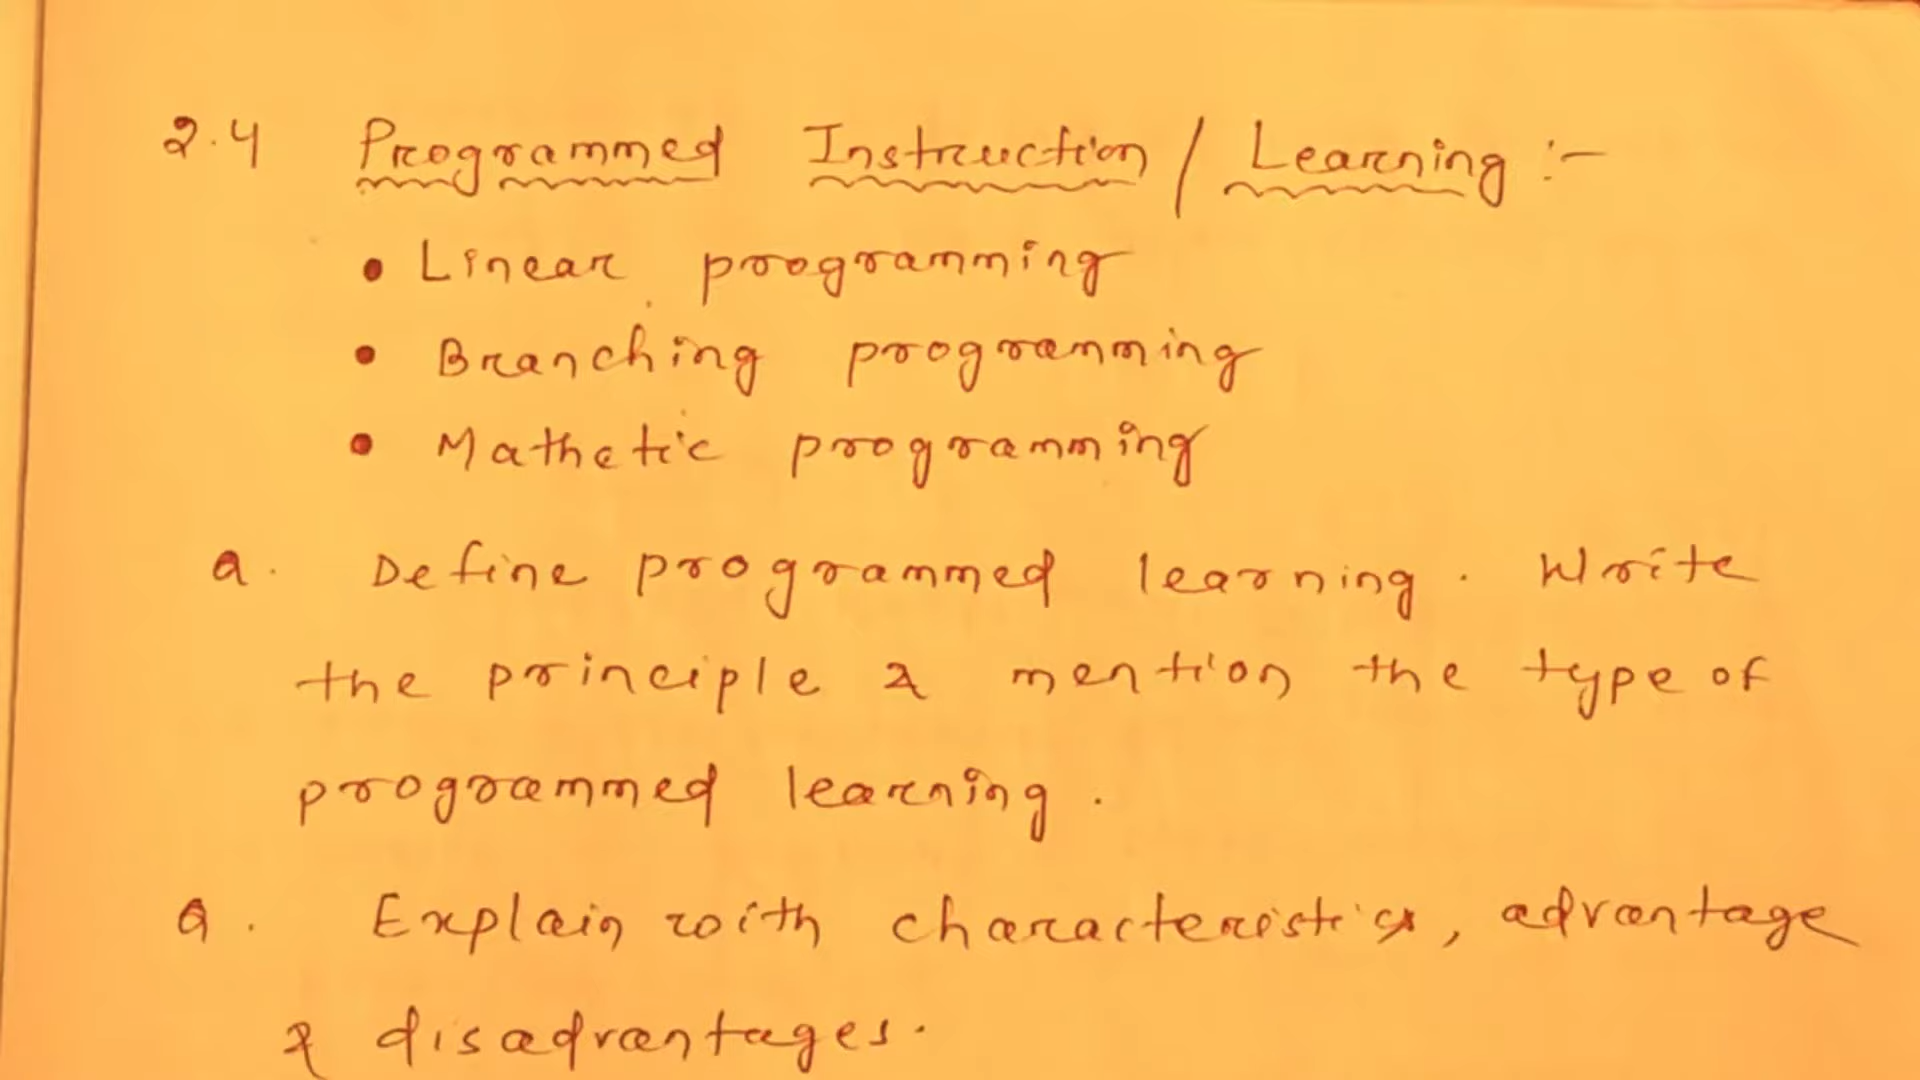 2.4 Programmed Instruction / Learning :-
• Linear programming
• Branching programming
• Mathetic programming
Q. Define programmed learning. Write
the principle & mention the type of
programmed learning.
Q. Explain with characteristics, advantage
& disadvantages.